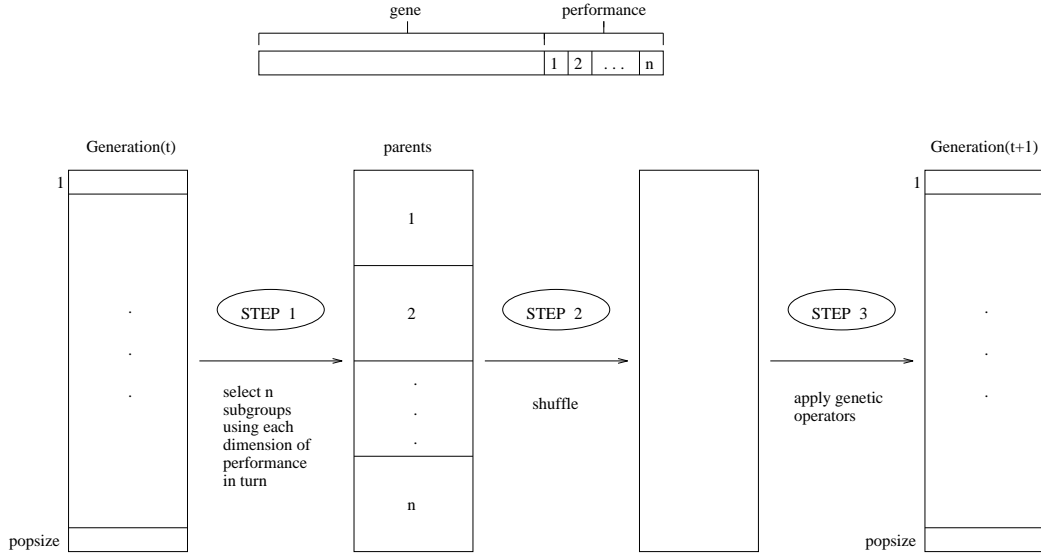 gene performance
1 2 . . . n
Generation(t) parents Generation(t+1)
1 1
1
STEP 1 2 STEP 2 STEP 3
select n
subgroups
using each
dimension of
performance
in turn
shuffle
apply genetic
operators
n
popsize popsize